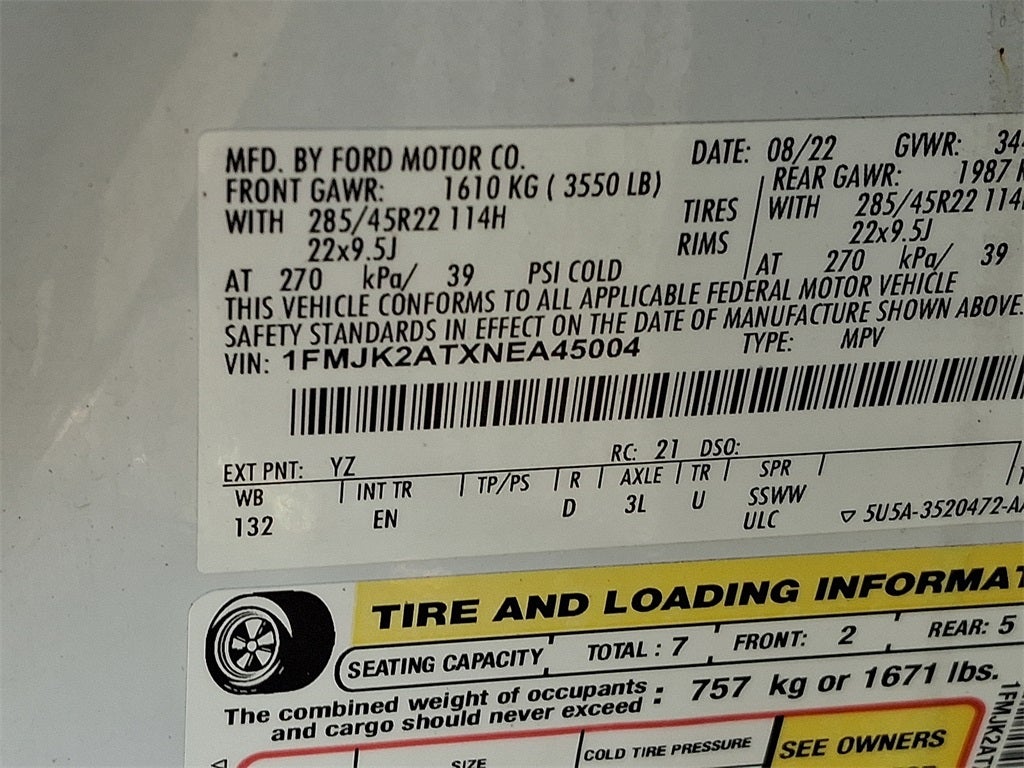 MFD. BY FORD MOTOR CO. DATE: 08/22 GVWR:
FRONT GAWR: 1610 KG ( 3550 LB) REAR GAWR: 1987
WITH 285/45R22 114H TIRES WITH 285/45R22
22x9.5J RIMS 22x9.5J
AT 270 kPa/ 39 PSI COLD AT 270 kPa/ 39
THIS VEHICLE CONFORMS TO ALL APPLICABLE FEDERAL MOTOR VEHICLE
SAFETY STANDARDS IN EFFECT ON THE DATE OF MANUFACTURE SHOWN ABOVE.
VIN: 1FMJK2ATXNEA45004 TYPE: MPV
EXT PNT: YZ RC: 21 DSO:
WB INT TR TP/PS R AXLE TR SPR
132 EN D 3L U SSWW
ULC 5U5A-3520472-A
TIRE AND LOADING
SEATING CAPACITY TOTAL : 7 FRONT: 2 REAR: 5
The combined weight of occupants
and cargo should never exceed : 757 kg or 1671 lbs.
SIZE COLD TIRE PRESSURE SEE OWNERS
1FMJK2AT